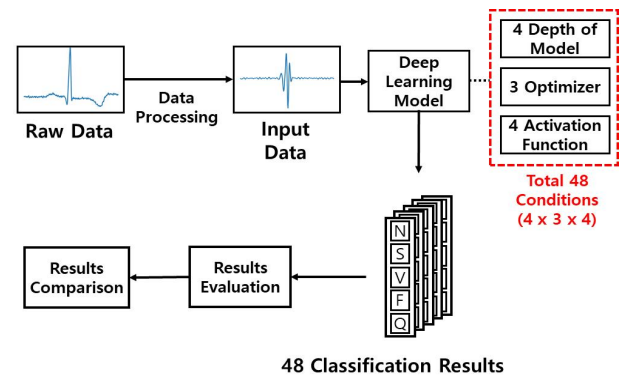 Raw Data
Data
Processing
Input
Data
Deep
Learning
Model
4 Depth of
Model
3 Optimizer
4 Activation
Function
Total 48
Conditions
(4 x 3 x 4)
N
S
V
F
Q
48 Classification Results
Results
Evaluation
Results
Comparison